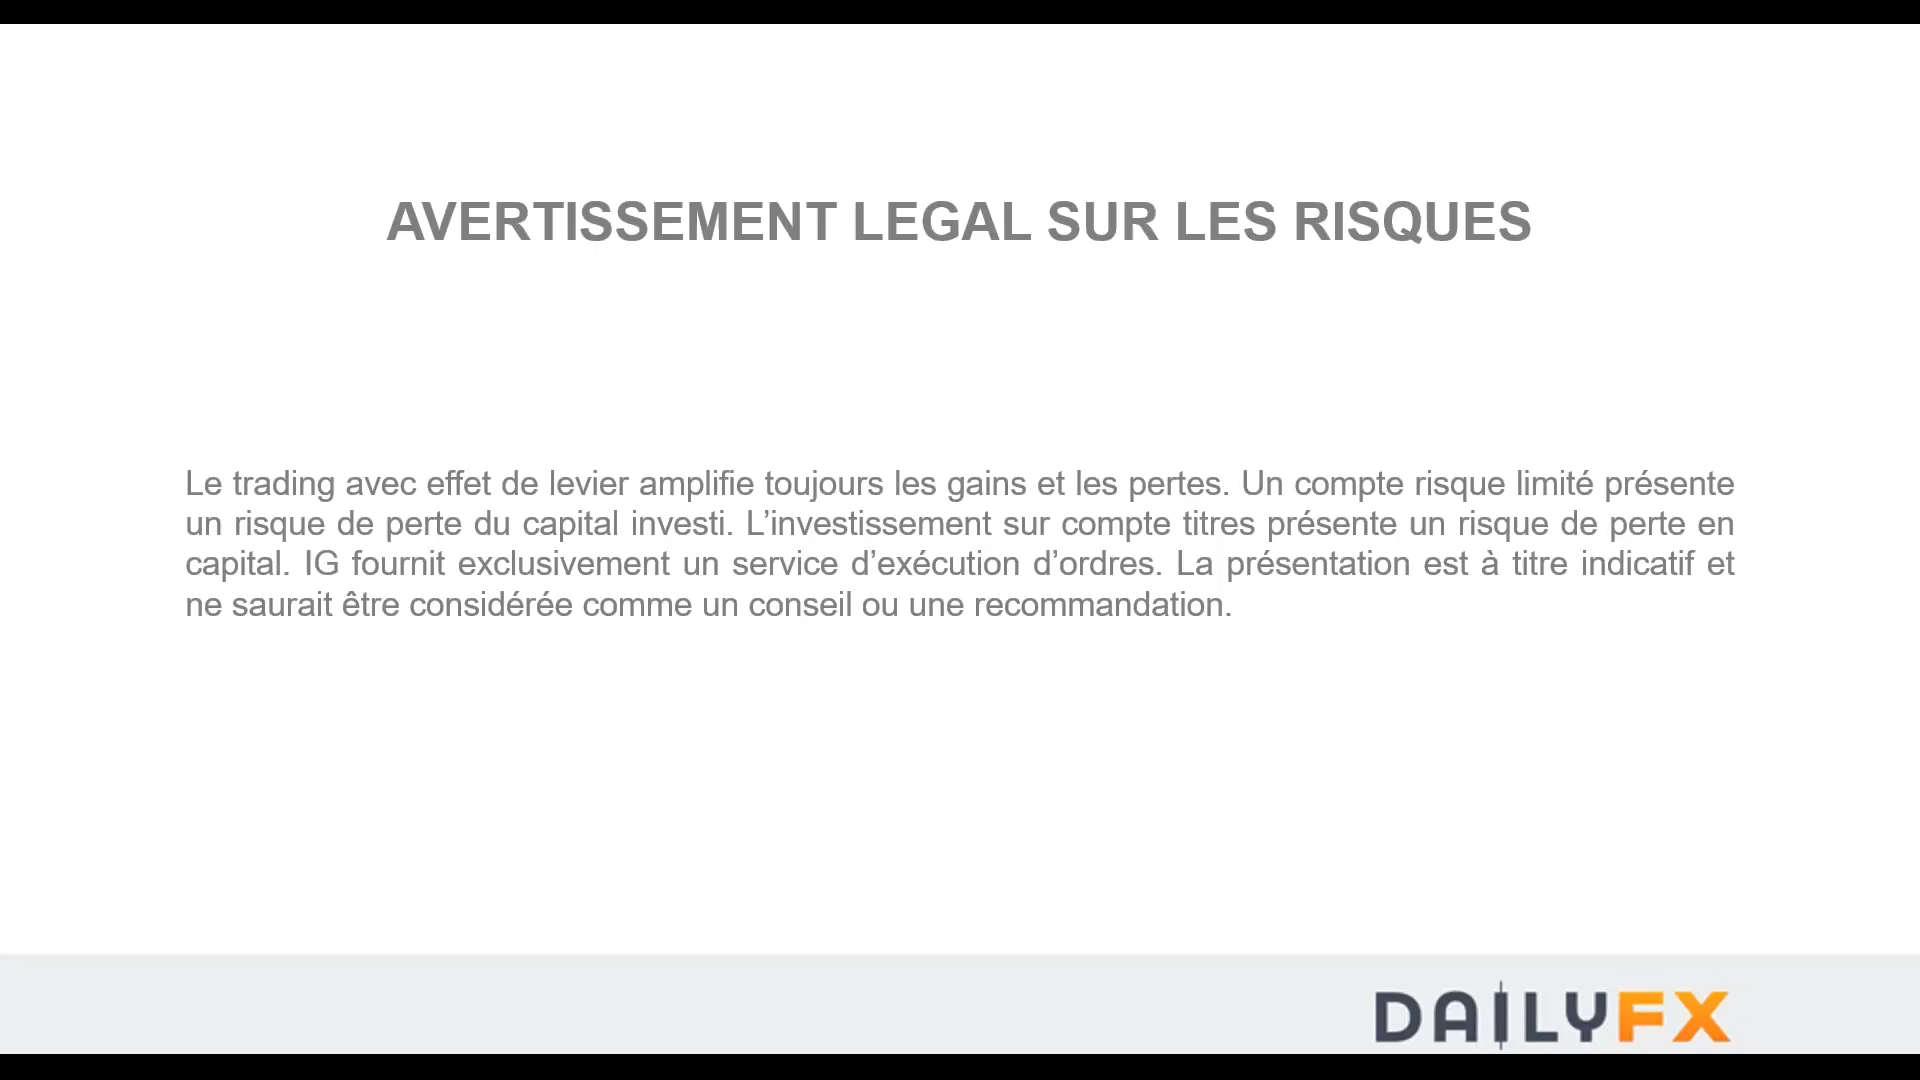 AVERTISSEMENT LEGAL SUR LES RISQUES
Le trading avec effet de levier amplifie toujours les gains et les pertes. Un compte risque limité présente
un risque de perte du capital investi. L’investissement sur compte titres présente un risque de perte en
capital. IG fournit exclusivement un service d’exécution d’ordres. La présentation est à titre indicatif et
ne saurait être considérée comme un conseil ou une recommandation.
DAILYFX